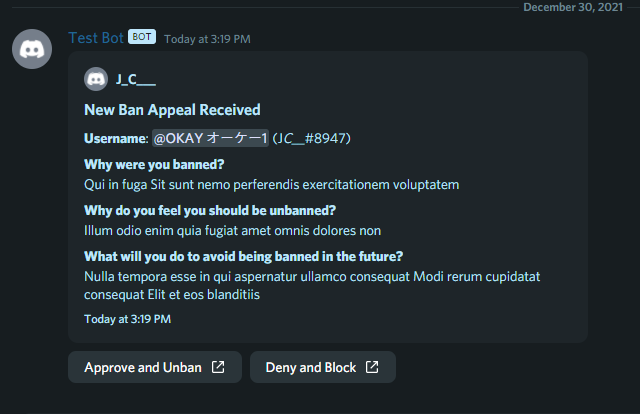 December 30, 2021
Test Bot BOT Today at 3:19 PM
J_C___
New Ban Appeal Received
Username: @OKAY オーケー1 (JC__#8947)
Why were you banned?
Qui in fuga Sit sunt nemo perferendis exercitationem voluptatem
Why do you feel you should be unbanned?
Illum odio enim quia fugiat amet omnis dolores non
What will you do to avoid being banned in the future?
Nulla tempora esse in qui aspernatur ullamco consequat Modi rerum cupidatat
consequat Elit et eos blanditiis
Today at 3:19 PM
Approve and Unban Deny and Block